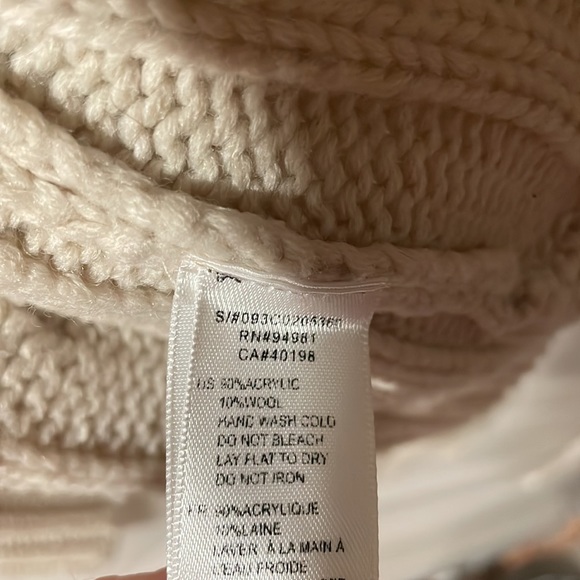 RN#94981
CA#40198
US 90%ACRYLIC
10%WOOL
HAND WASH COLD
DO NOT BLEACH
LAY FLAT TO DRY
DO NOT IRON
FR 90%ACRYLIQUE
10%LAINE
LAVER À LA MAIN À
L'EAU FROIDE